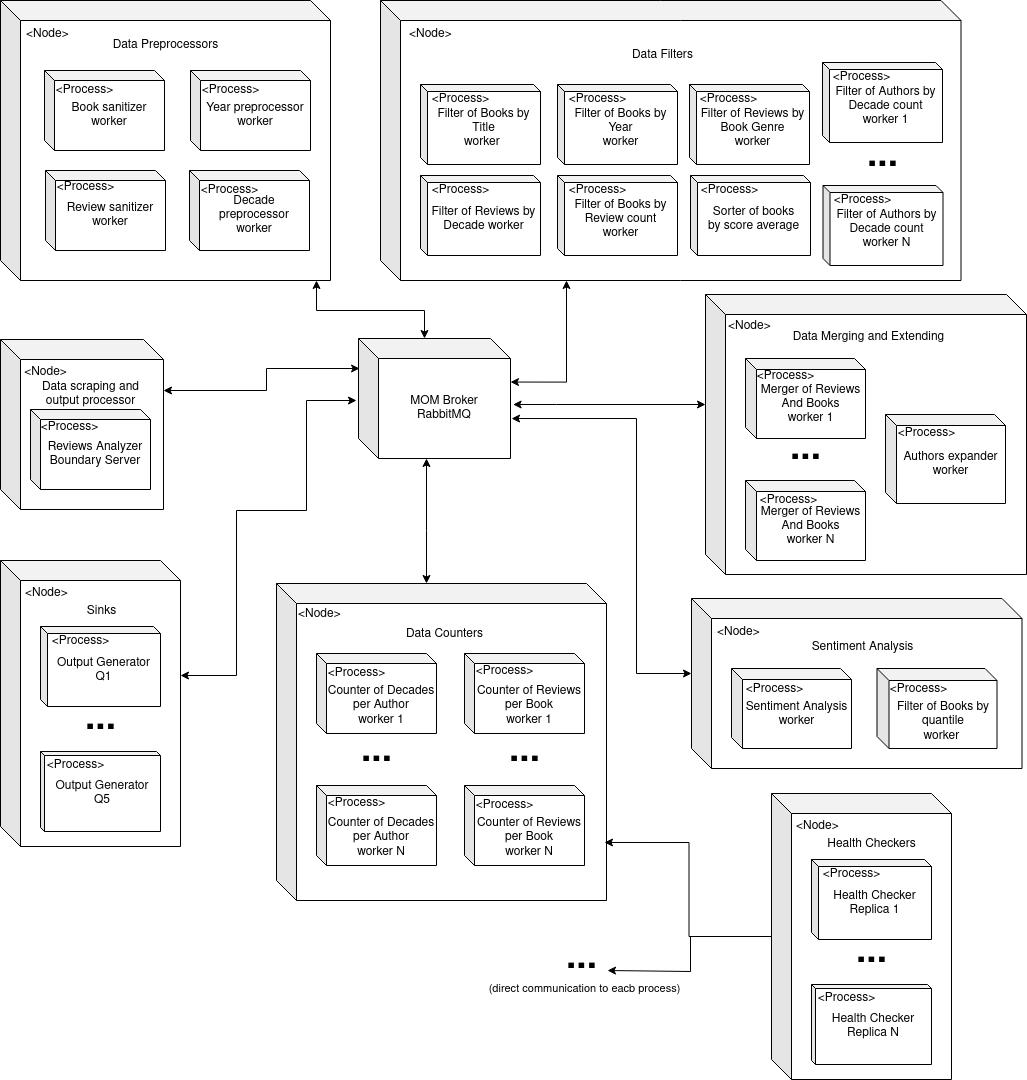 <Node>
Data Preprocessors
<Process>
Book sanitizer
worker
<Process>
Year preprocessor
worker
<Process>
Review sanitizer
worker
<Process>
Decade
preprocessor
worker
<Node>
Data Filters
<Process>
Filter of Books by
Title
worker
<Process>
Filter of Books by
Year
worker
<Process>
Filter of Reviews by
Book Genre
worker
<Process>
Filter of Authors by
Decade count
worker 1
...
<Process>
Filter of Reviews by
Decade worker
<Process>
Filter of Books by
Review count
worker
<Process>
Sorter of books
by score average
<Process>
Filter of Authors by
Decade count
worker N
<Node>
Data scraping and
output processor
<Process>
Reviews Analyzer
Boundary Server
MOM Broker
RabbitMQ
<Node>
Data Merging and Extending
<Process>
Merger of Reviews
And Books
worker 1
...
<Process>
Merger of Reviews
And Books
worker N
<Process>
Authors expander
worker
<Node>
Sinks
<Process>
Output Generator
Q1
...
<Process>
Output Generator
Q5
<Node>
Data Counters
<Process>
Counter of Decades
per Author
worker 1
<Process>
Counter of Reviews
per Book
worker 1
...
...
<Process>
Counter of Decades
per Author
worker N
<Process>
Counter of Reviews
per Book
worker N
<Node>
Sentiment Analysis
<Process>
Sentiment Analysis
worker
<Process>
Filter of Books by
quantile
worker
<Node>
Health Checkers
<Process>
Health Checker
Replica 1
...
<Process>
Health Checker
Replica N
...
(direct communication to eacb process)